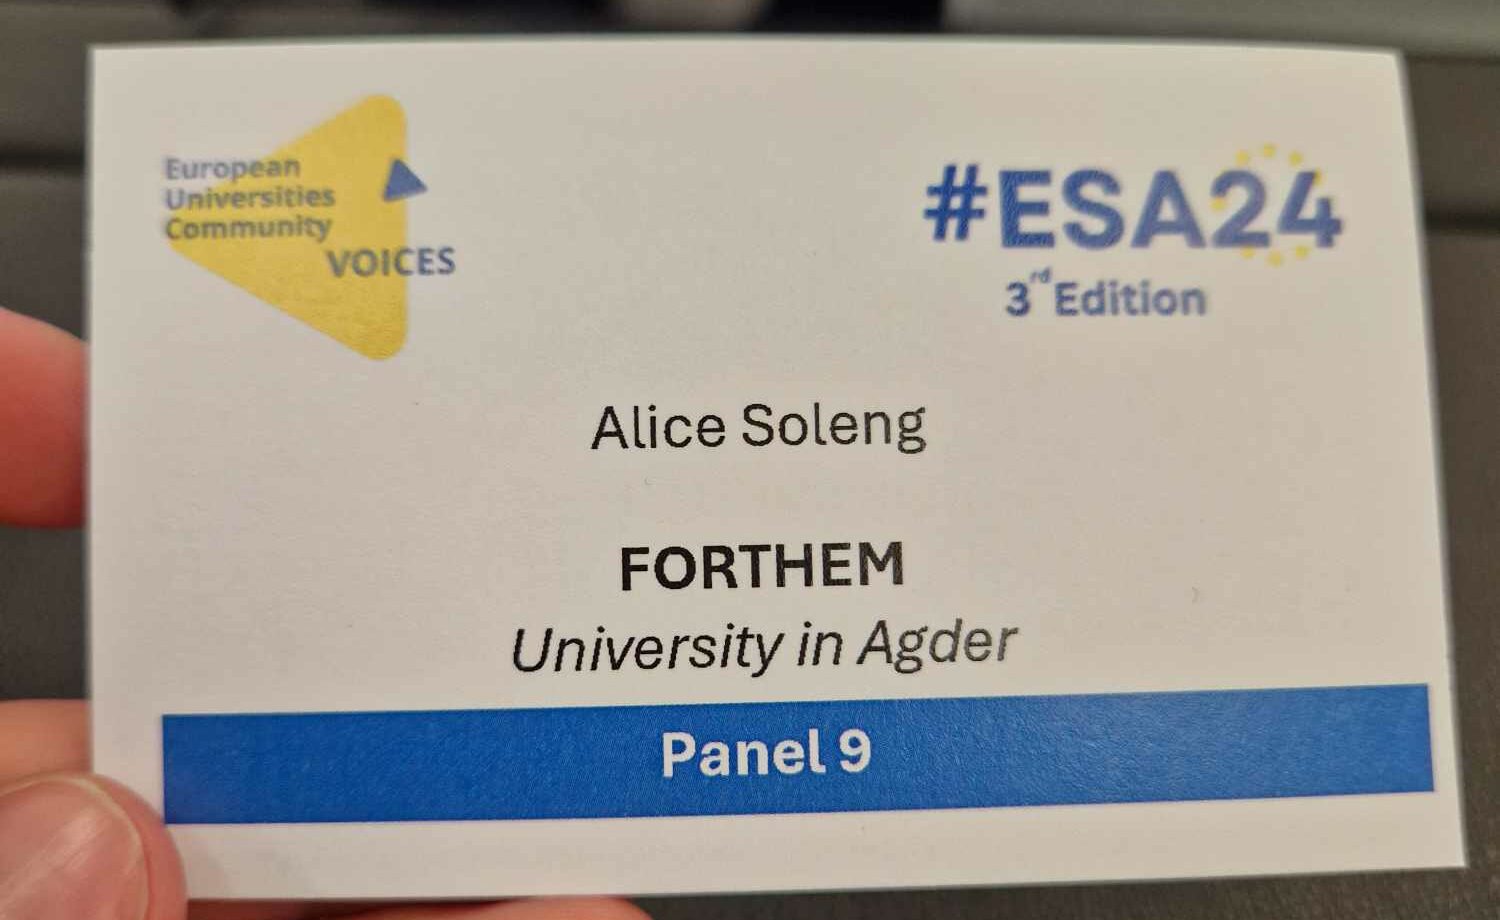 European
Universities
Community
VOICES
#ESA24
3rd Edition
Alice Soleng
FORTHEM
University in Agder
Panel 9